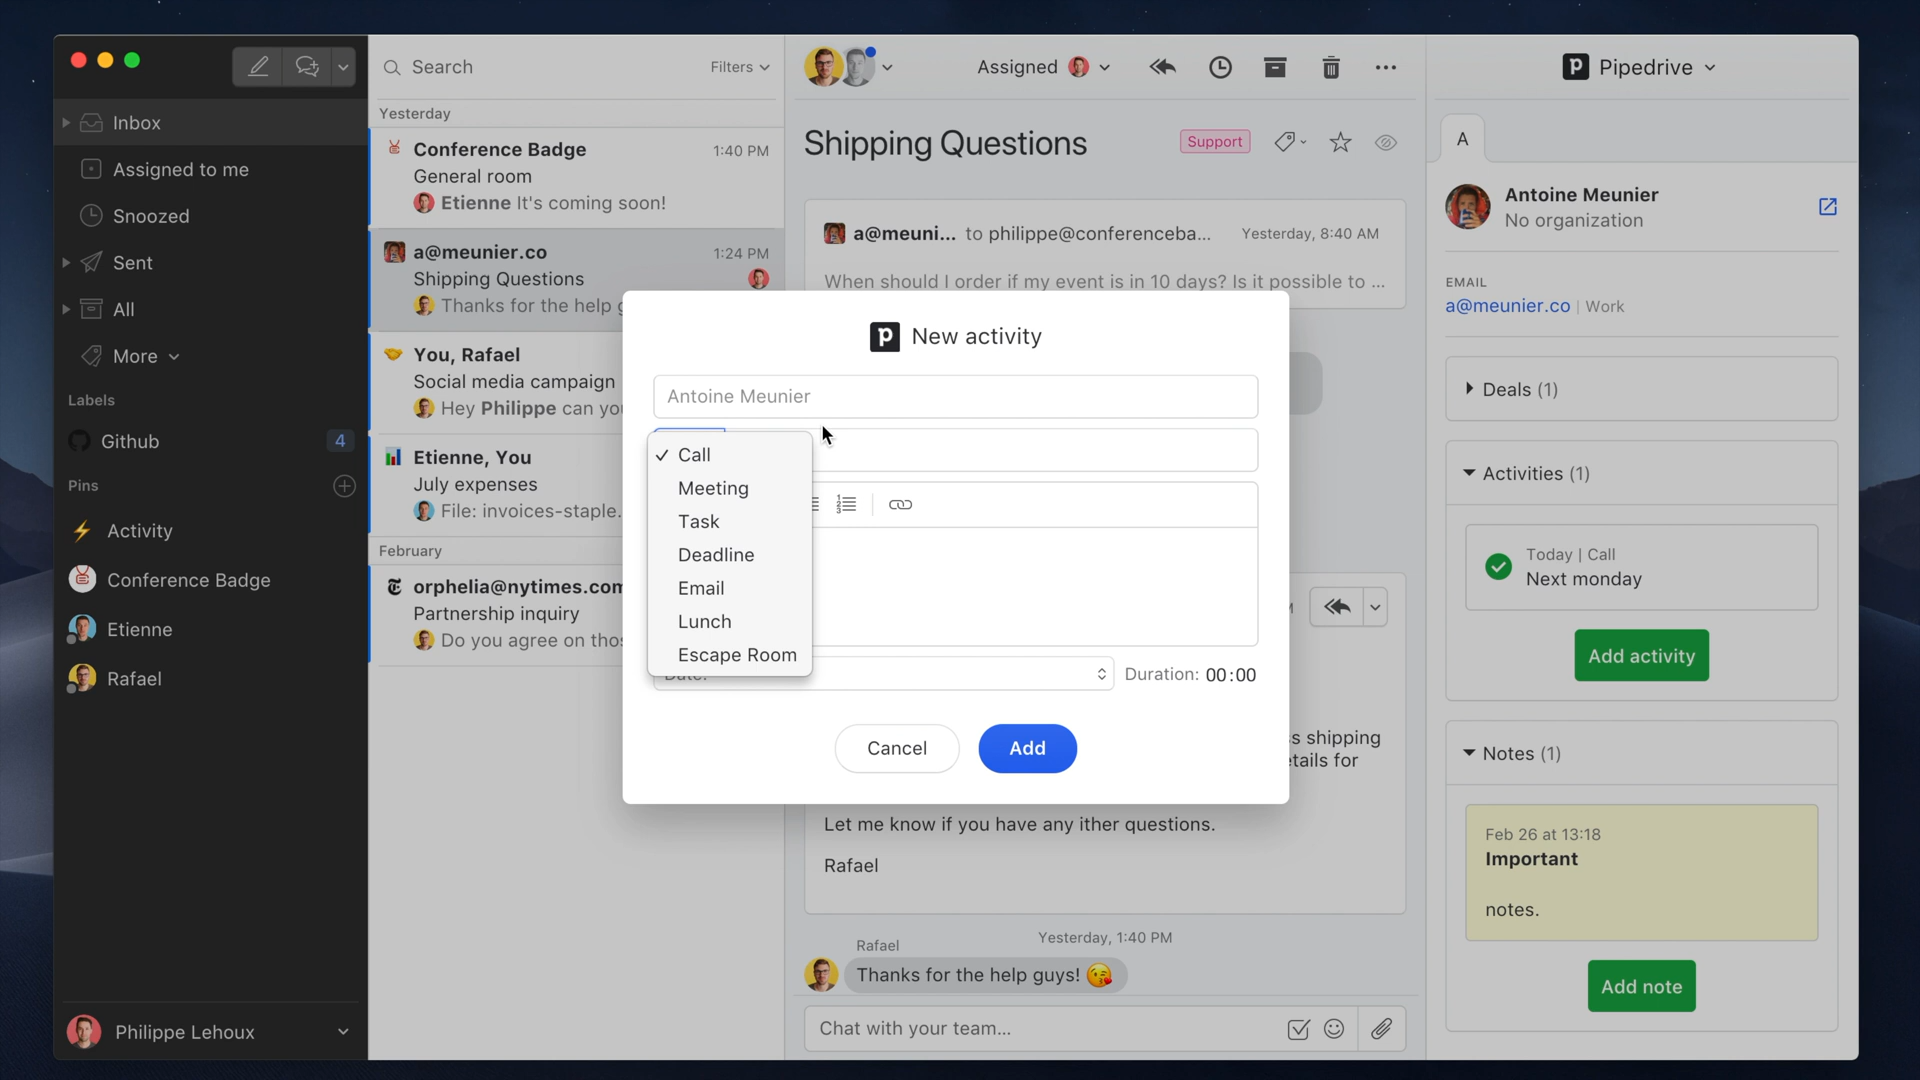 Inbox
Assigned to me
Snoozed
Sent
All
More
Labels
Github
4
Pins
Activity
Conference Badge
Etienne
Rafael
Philippe Lehoux
Search
Filters
Yesterday
Conference Badge
1:40 PM
General room
Etienne It's coming soon!
a@meunier.co
1:24 PM
Shipping Questions
Thanks for the help g
You, Rafael
Social media campaign
Hey Philippe can you
Etienne, You
July expenses
File: invoices-staple.
February
orphelia@nytimes.com
Partnership inquiry
Do you agree on thos
Assigned
Shipping Questions
Support
a@meuni... to philippe@conferenceba...
Yesterday, 8:40 AM
When should I order if my event is in 10 days? Is it possible to ...
New activity
Antoine Meunier
Call
Meeting
Task
Deadline
Email
Lunch
Escape Room
Date:
Duration: 00:00
Cancel
Add
s shipping
etails for
Let me know if you have any ither questions.
Rafael
Yesterday, 1:40 PM
Rafael
Thanks for the help guys!
Chat with your team...
p Pipedrive
A
Antoine Meunier
No organization
EMAIL
a@meunier.co | Work
Deals (1)
Activities (1)
Today | Call
Next monday
Add activity
Notes (1)
Feb 26 at 13:18
Important
notes.
Add note